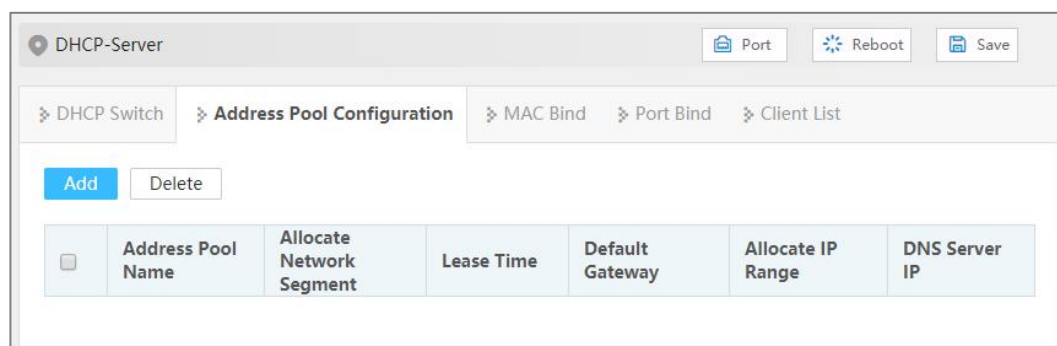 DHCP-Server
Port
Reboot
Save
DHCP Switch
Address Pool Configuration
MAC Bind
Port Bind
Client List
Add
Delete
Address Pool
Name
Allocate
Network
Segment
Lease Time
Default
Gateway
Allocate IP
Range
DNS Server
IP